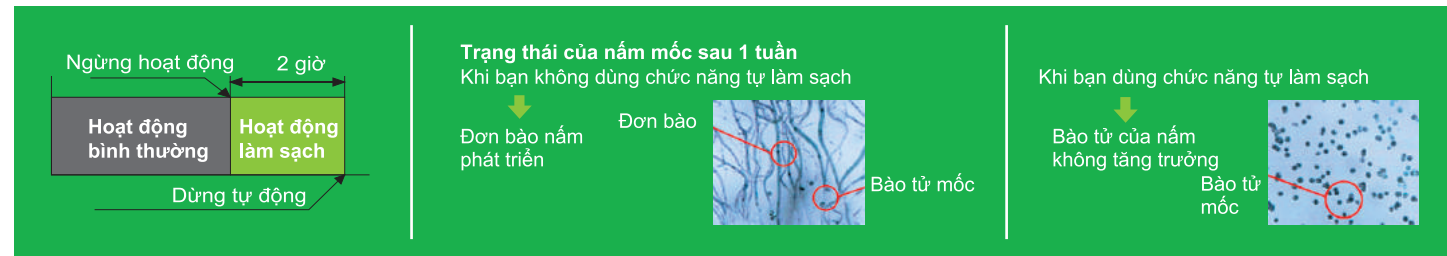 Ngừng hoạt động
2 giờ
Hoạt động
bình thường
Hoạt động
làm sạch
Dừng tự động
Trạng thái của nấm mốc sau 1 tuần
Khi bạn không dùng chức năng tự làm sạch
Đơn bào nấm
phát triển
Đơn bào
Bào tử mốc
Khi bạn dùng chức năng tự làm sạch
Bào tử của nấm
không tăng trưởng
Bào tử
mốc